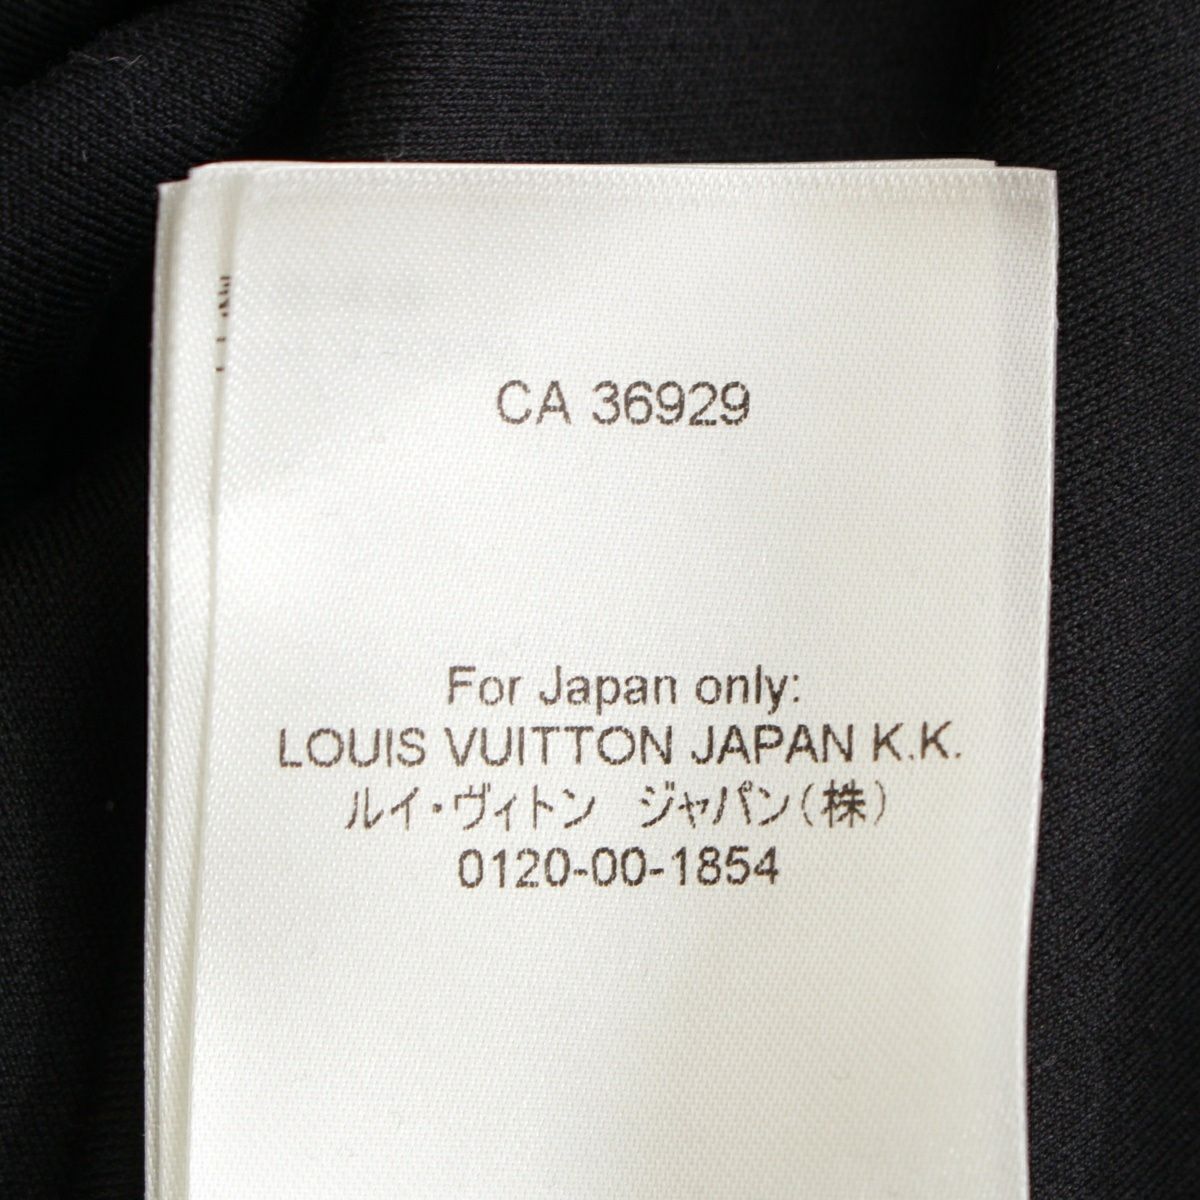 CA 36929
For Japan only:
LOUIS VUITTON JAPAN K.K.
ルイ・ヴィトン　ジャパン（株）
0120-00-1854